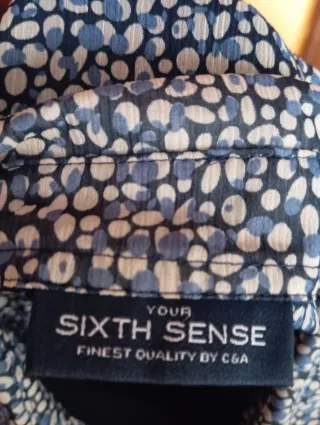 YOUR
SIXTH SENSE
FINEST QUALITY BY C&A